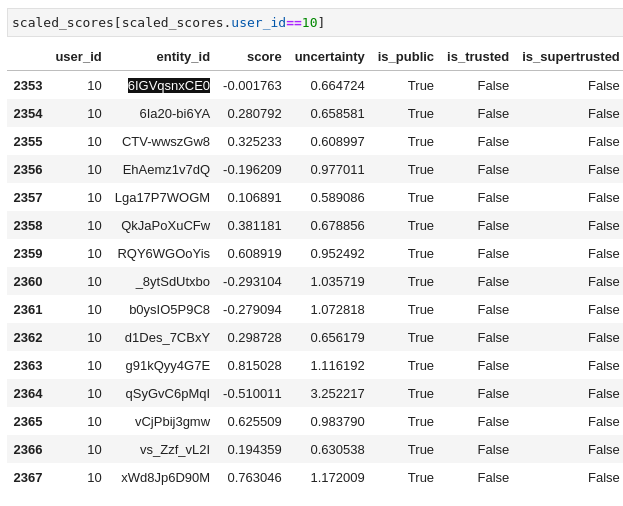 scaled_scores[scaled_scores.user_id==10]
user_id entity_id score uncertainty is_public is_trusted is_supertrusted
2353 10 6IGVqsnxCE0 -0.001763 0.664724 True False False
2354 10 6Ia20-bi6YA 0.280792 0.658581 True False False
2355 10 CTV-wwszGw8 0.325233 0.608997 True False False
2356 10 EhAemz1v7dQ -0.196209 0.977011 True False False
2357 10 Lga17P7WOGM 0.106891 0.589086 True False False
2358 10 QkJaPoXuCFw 0.381181 0.678856 True False False
2359 10 RQY6WGOoYis 0.608919 0.952492 True False False
2360 10 _8ytSdUtxbo -0.293104 1.035719 True False False
2361 10 b0ysIO5P9C8 -0.279094 1.072818 True False False
2362 10 d1Des_7CBxY 0.298728 0.656179 True False False
2363 10 g91kQyy4G7E 0.815028 1.116192 True False False
2364 10 qSyGvC6pMqI -0.510011 3.252217 True False False
2365 10 vCjPbij3gmw 0.625509 0.983790 True False False
2366 10 vs_Zzf_vL2I 0.194359 0.630538 True False False
2367 10 xWd8Jp6D90M 0.763046 1.172009 True False False